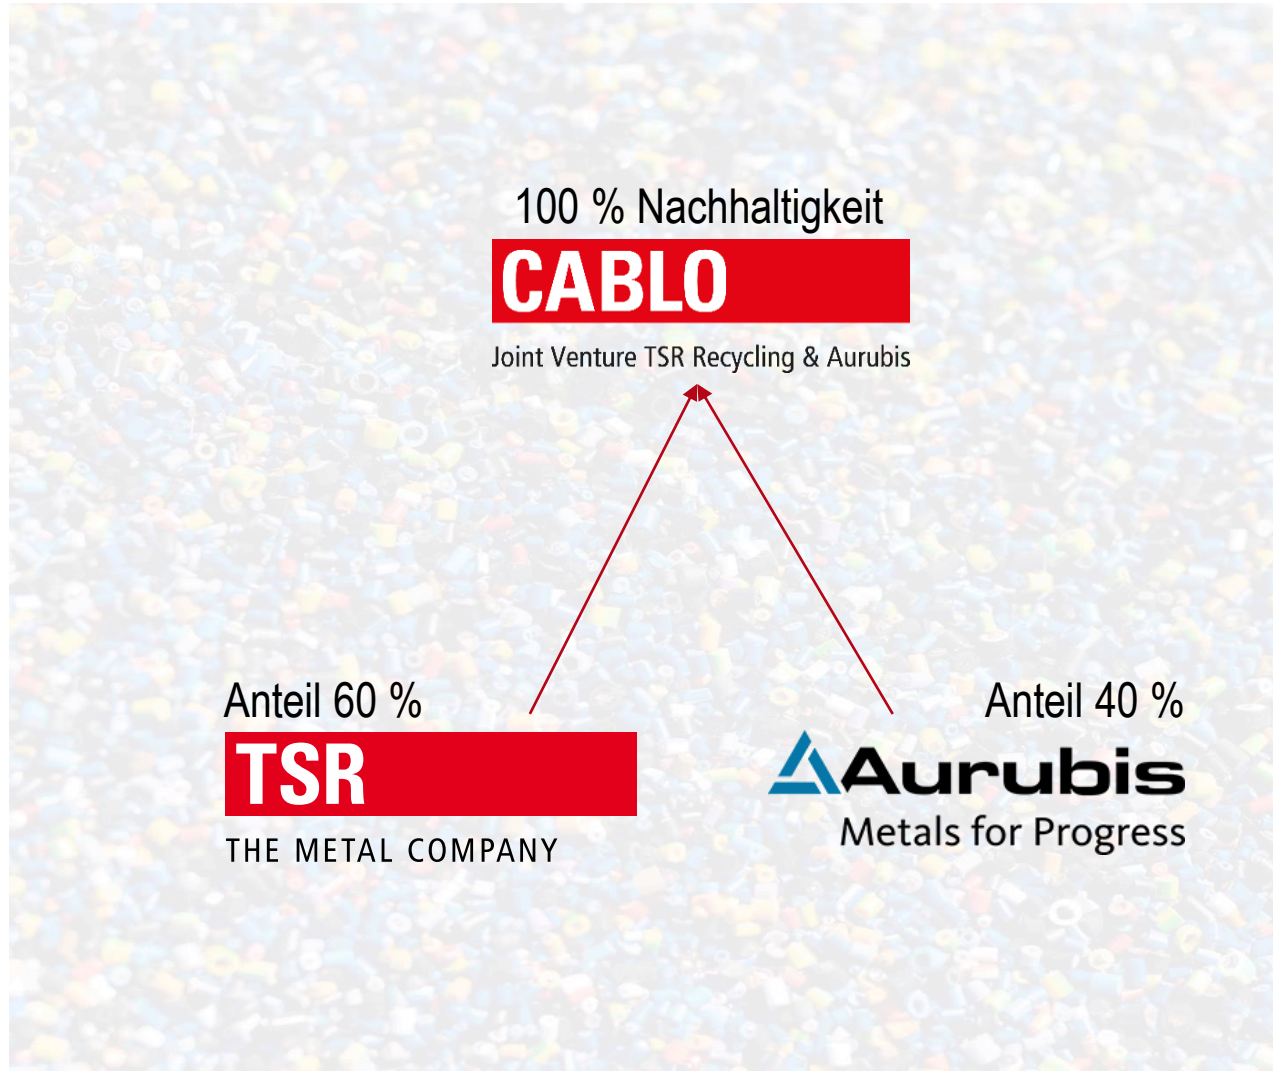 100 % Nachhaltigkeit
CABLO
Joint Venture TSR Recycling & Aurubis
Anteil 60 %
TSR
THE METAL COMPANY
Anteil 40 %
Aurubis
Metals for Progress